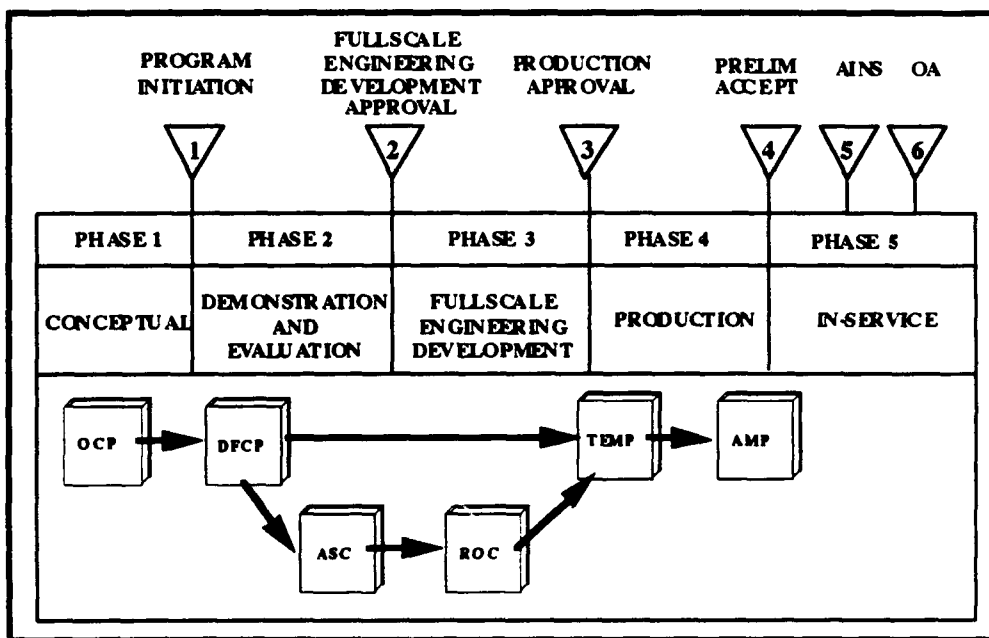 PROGRAM
INITIATION
FULLSCALE
ENGINEERING
DEVELOPMENT
APPROVAL
PRODUCTION
APPROVAL
PRELIM
ACCEPT
AINS
OA
1
2
3
4
5
6
PHASE 1
PHASE 2
PHASE 3
PHASE 4
PHASE 5
CONCEPTUAL
DEMONSTRATION
AND
EVALUATION
FULLSCALE
ENGINEERING
DEVELOPMENT
PRODUCTION
IN-SERVICE
OCP
DFCP
TEMP
AMP
ASC
ROC